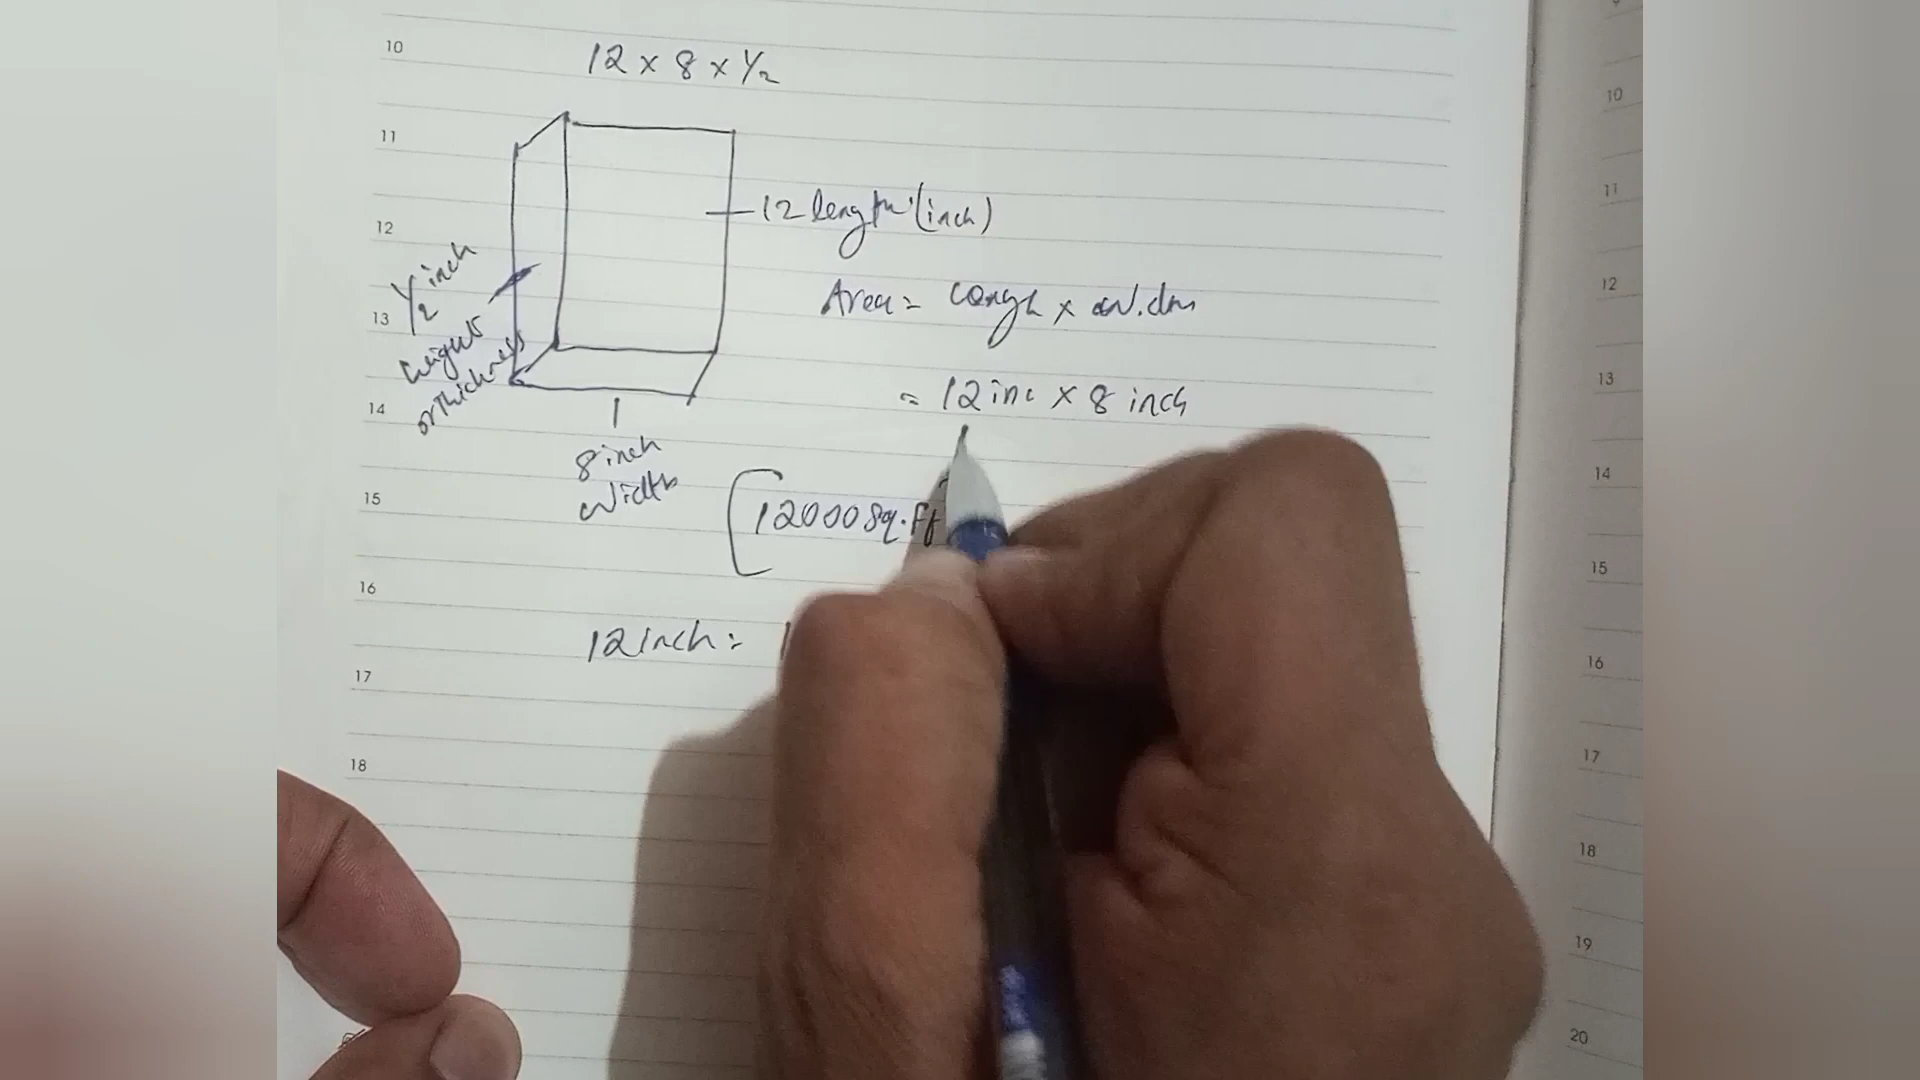 10
12 x 8 x 1/2
11
12 length (inch)
12
1/2 inch
Area = Length x Width
13
height
or thickness
= 12 inc x 8 inch
14
8 inch
width
15
12000 Sq. Ft
16
12 inch =
17
18
10
11
12
13
14
15
16
17
18
19
20